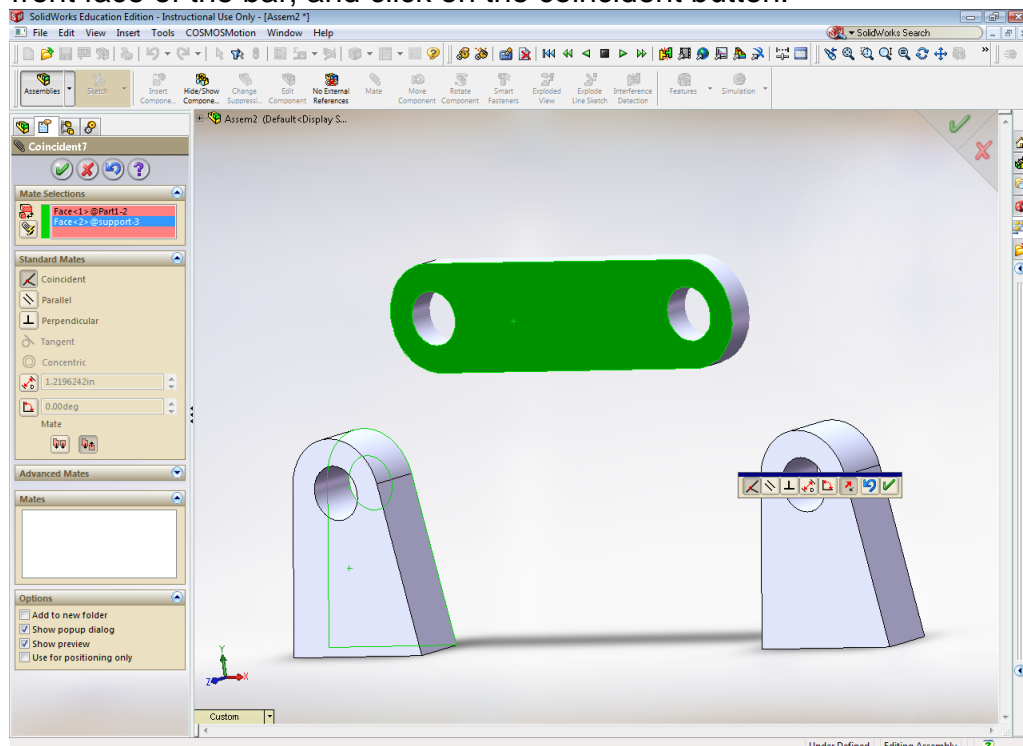 front face of the bar, and click on the coincident button.
SolidWorks Education Edition - Instructional Use Only - [Assem2 *]
File Edit View Insert Tools COSMOSMotion Window Help
SolidWorks Search
Assemblies
Sketch
Insert Compone...
Hide/Show Compone...
Change Suppressi...
Edit Component
No External References
Mate
Move Component
Rotate Component
Smart Fasteners
Exploded View
Explode Line Sketch
Interference Detection
Features
Simulation
Assem2 (Default<Display S...
Coincident7
Mate Selections
Face<1>@Part1-2
Face<2>@support-3
Standard Mates
Coincident
Parallel
Perpendicular
Tangent
Concentric
1.2196242in
0.00deg
Mate
Advanced Mates
Mates
Options
Add to new folder
Show popup dialog
Show preview
Use for positioning only
Y
Z
X
Custom
Under Defined
Editing Assembly